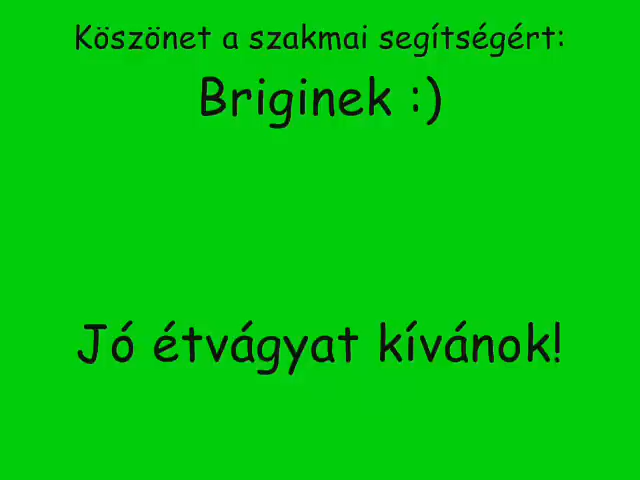 Köszönet a szakmai segítségért:
Briginek :)
Jó étvágyat kívánok!